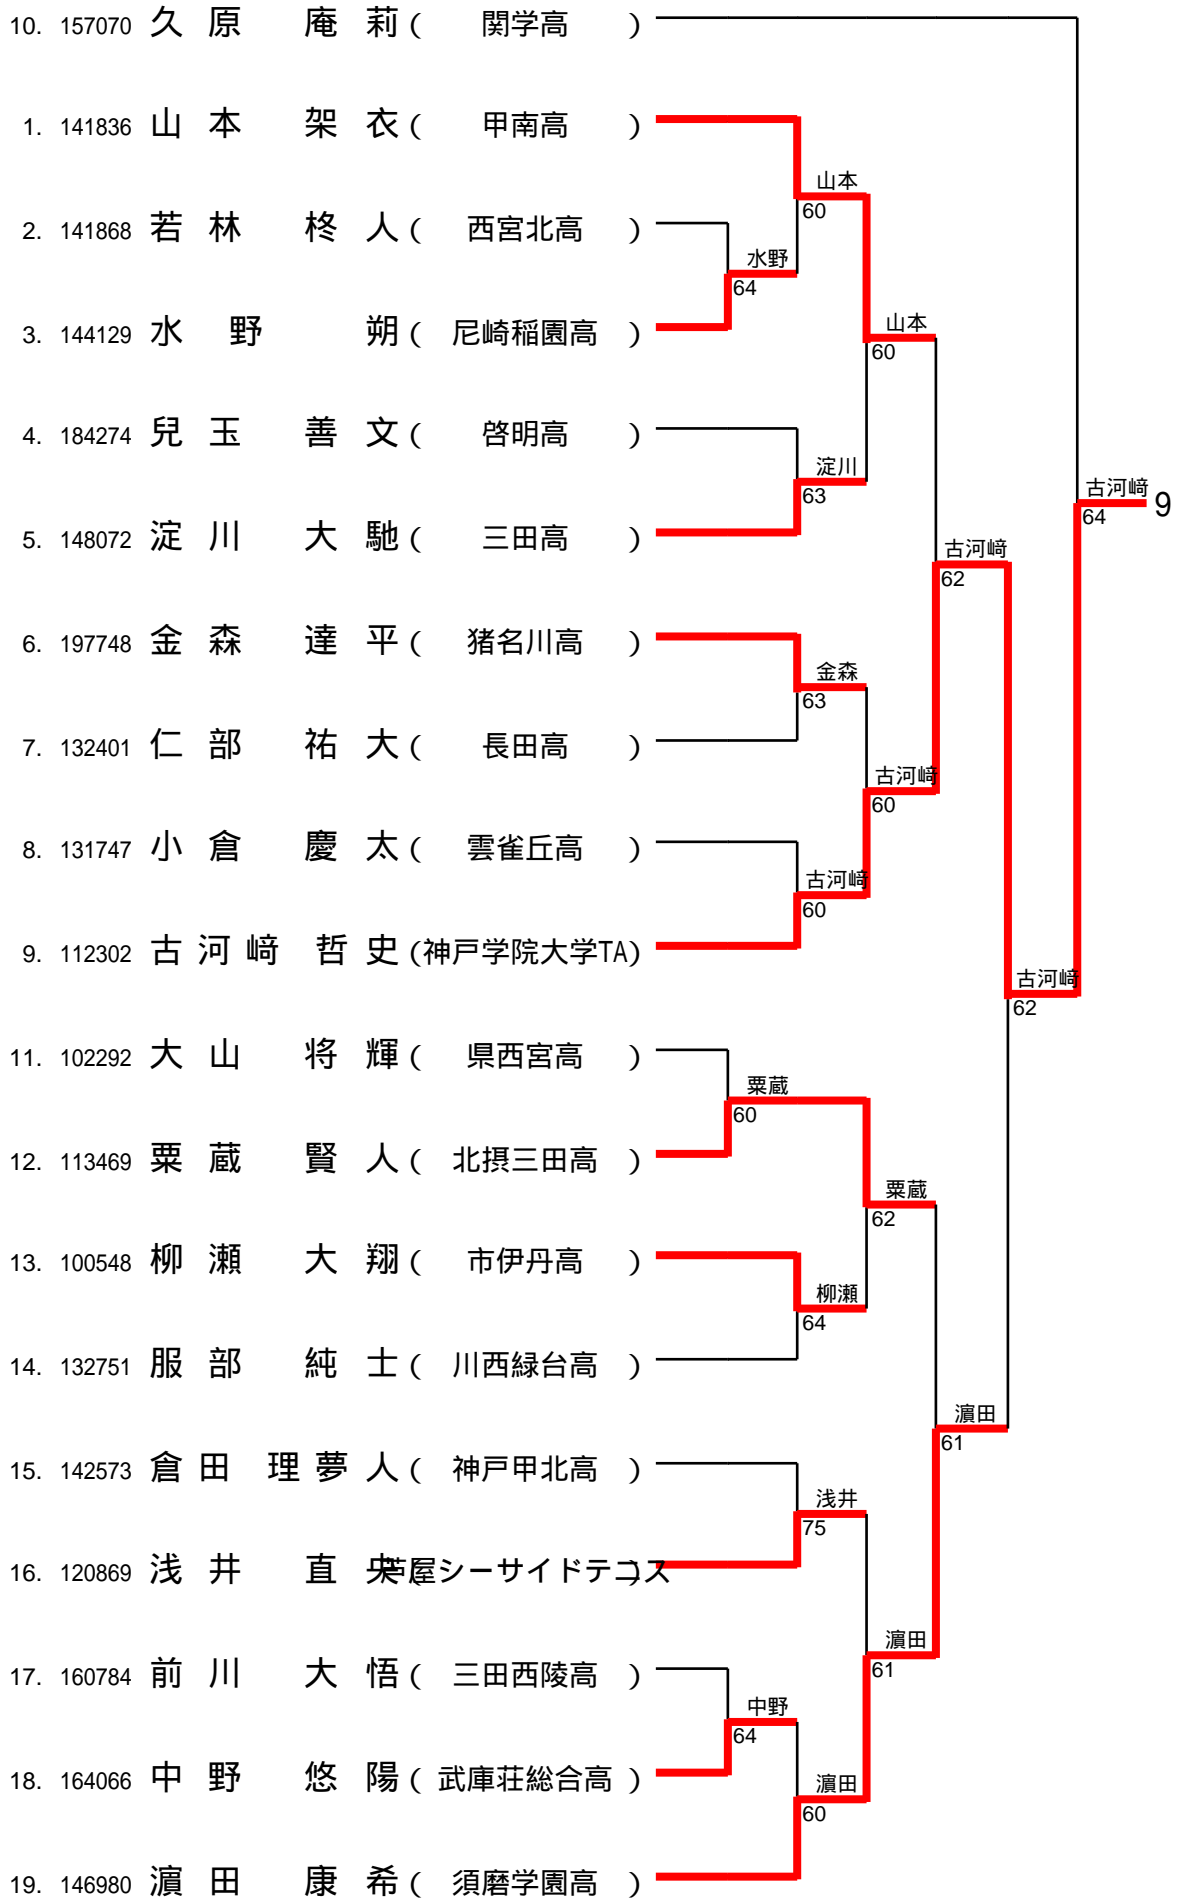 10. 157070 久原 庵莉 ( 関学高 )
1. 141836 山本 架衣 ( 甲南高 )
山本
60
2. 141868 若林 柊人 ( 西宮北高 )
水野
64
3. 144129 水野 朔 ( 尼崎稲園高 )
山本
60
4. 184274 兒玉 善文 ( 啓明高 )
淀川
63
古河﨑
64 9
5. 148072 淀川 大馳 ( 三田高 )
古河﨑
62
6. 197748 金森 達平 ( 猪名川高 )
金森
63
7. 132401 仁部 祐大 ( 長田高 )
古河﨑
60
8. 131747 小倉 慶太 ( 雲雀丘高 )
古河﨑
60
9. 112302 古河﨑 哲史 (神戸学院大学TA)
古河﨑
62
11. 102292 大山 将輝 ( 県西宮高 )
粟蔵
60
12. 113469 粟蔵 賢人 ( 北摂三田高 )
粟蔵
62
13. 100548 柳瀬 大翔 ( 市伊丹高 )
柳瀬
64
14. 132751 服部 純士 ( 川西緑台高 )
濵田
61
15. 142573 倉田 理夢人 ( 神戸甲北高 )
浅井
75
16. 120869 浅井 直央 ( 芦屋シーサイドテニス )
濵田
61
17. 160784 前川 大悟 ( 三田西陵高 )
中野
64
18. 164066 中野 悠陽 ( 武庫荘総合高 )
濵田
60
19. 146980 濵田 康希 ( 須磨学園高 )